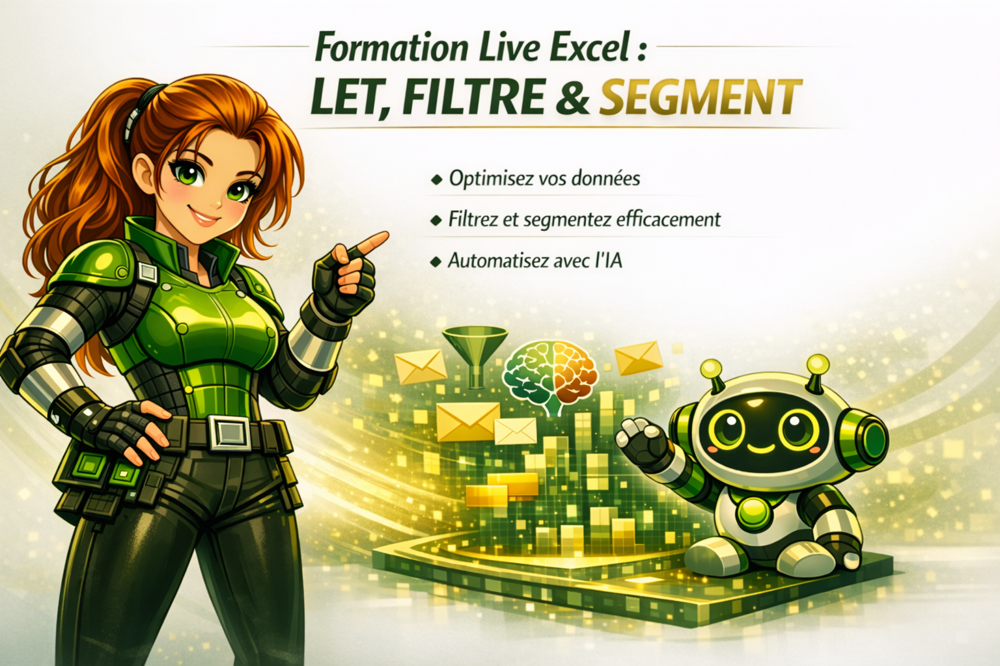 Formation Live Excel :
LET, FILTRE & SEGMENT
◆ Optimisez vos données
◆ Filtrez et segmentez efficacement
◆ Automatisez avec l'IA